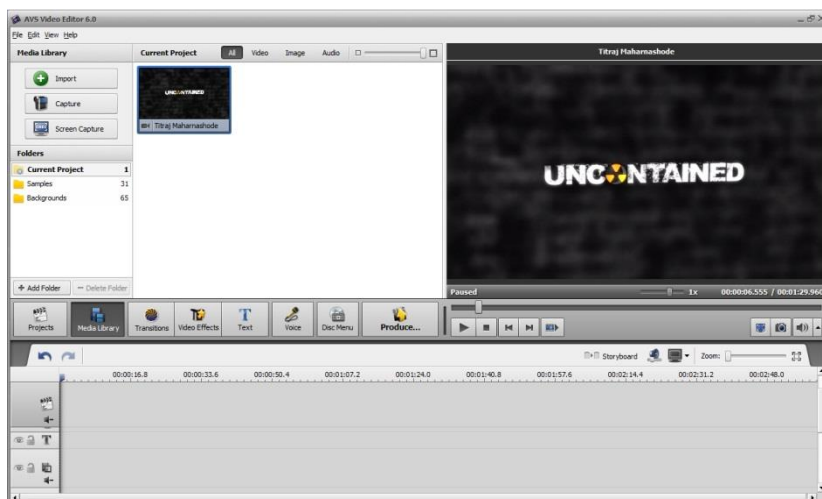 AVS Video Editor 6.0
File Edit View Help
Media Library
Current Project
All
Video
Image
Audio
Titraj Maharnashode
Import
Capture
Screen Capture
UNCONTAINED
Titraj Maharnashode
Folders
Current Project 1
Samples 31
Backgrounds 65
UNCONTAINED
+ Add Folder
− Delete Folder
Paused
1x
00:00:06.555 / 00:01:29.960
Projects
Media Library
Transitions
Video Effects
Text
Voice
Disc Menu
Produce...
Storyboard
Zoom:
00:00:16.8 00:00:33.6 00:00:50.4 00:01:07.2 00:01:24.0 00:01:40.8 00:01:57.6 00:02:14.4 00:02:31.2 00:02:48.0
T